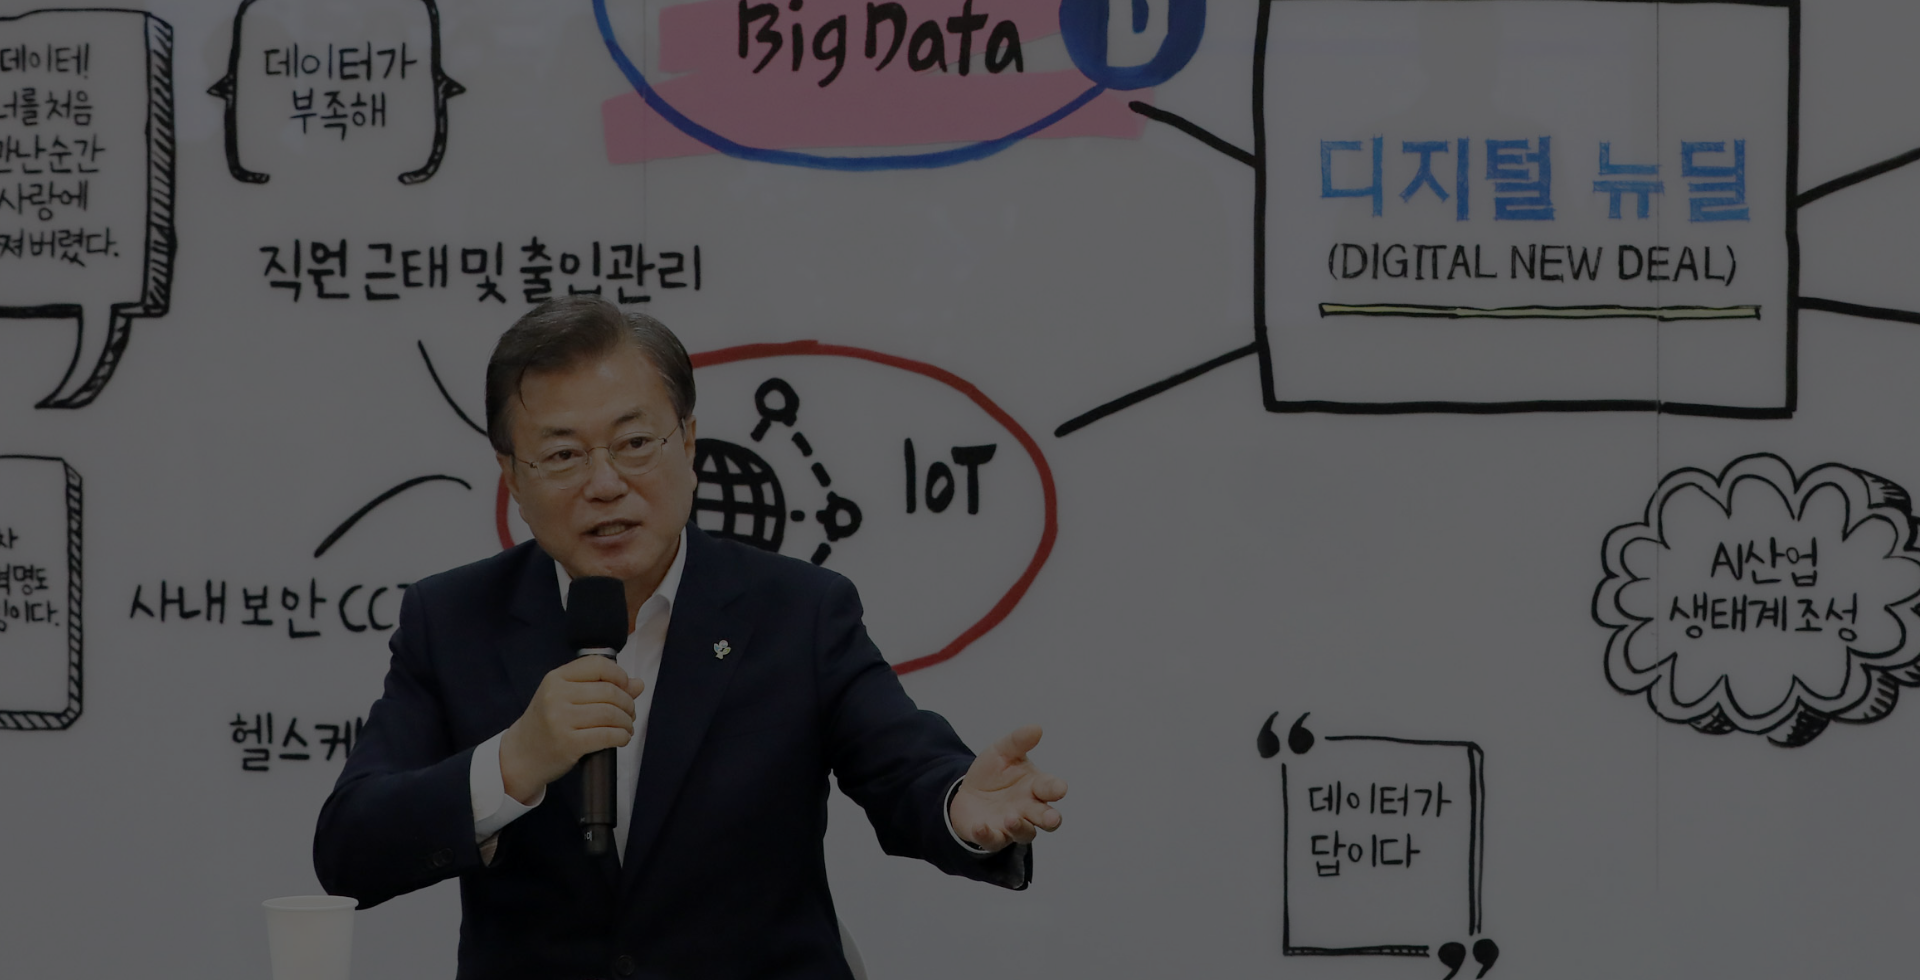 데이터!
너를 처음
만난 순간
사랑에
져버렸다.
데이터가
부족해
Big Data
D
디지털 뉴딜
(DIGITAL NEW DEAL)
직원 근태 및 출입관리
IoT
사내 보안
헬스케
AI산업
생태계 조성
차
혁명도
이다.
데이터가
답이다